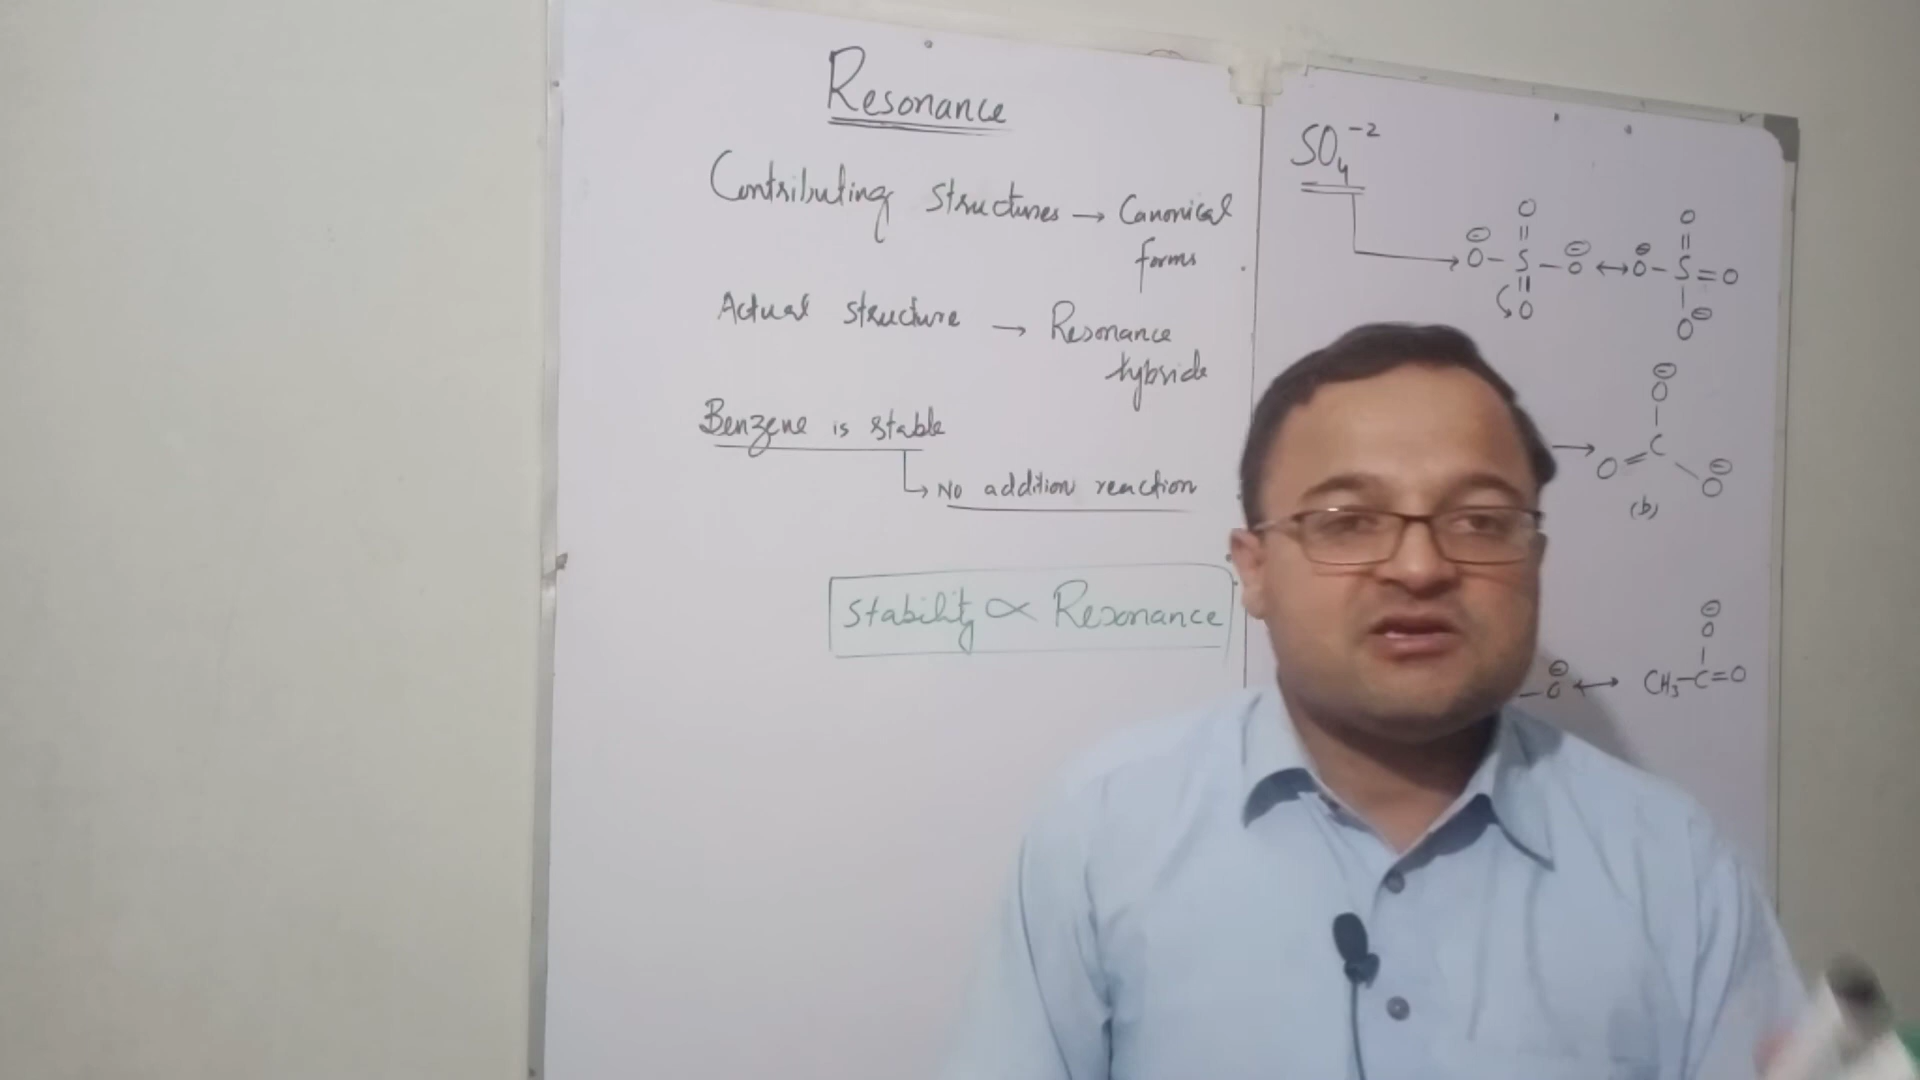 Resonance
Contributing structures → Canonical
forms
Actual structure → Resonance
hybride
Benzene is stable
↳ No addition reaction
Stability ∝ Resonance
SO₄⁻²
O O
⊖ || ⊖ ⊖ ||
O–S–O ↔ O–S=O
|| |
O O⊖
⊖
O
|
→ C
O= O⊖
(b)
⊖
O
⊖ |
–O ↔ CH₃–C=O